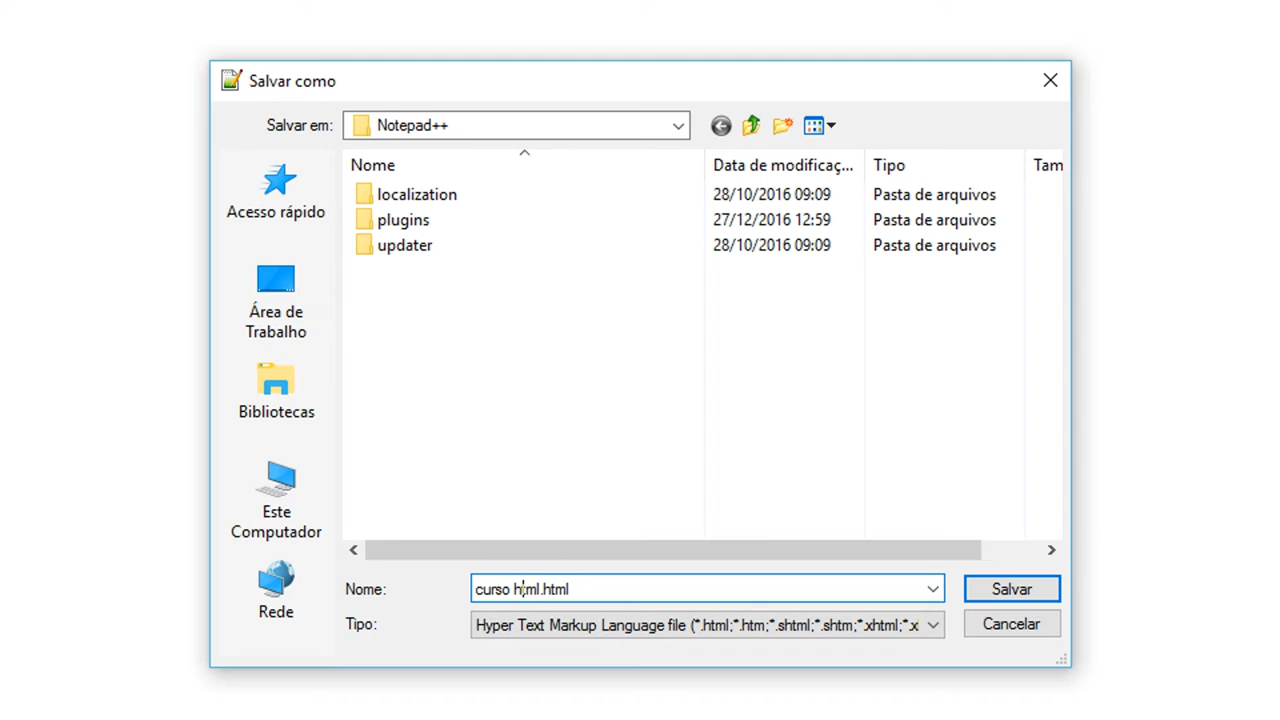 Salvar como
Salvar em: Notepad++
Nome Data de modificaç... Tipo Tam
localization 28/10/2016 09:09 Pasta de arquivos
plugins 27/12/2016 12:59 Pasta de arquivos
updater 28/10/2016 09:09 Pasta de arquivos
Acesso rápido
Área de
Trabalho
Bibliotecas
Este
Computador
Rede
Nome: curso html.html Salvar
Tipo: Hyper Text Markup Language file (*.html;*.htm;*.shtml;*.shtm;*.xhtml;*.x Cancelar